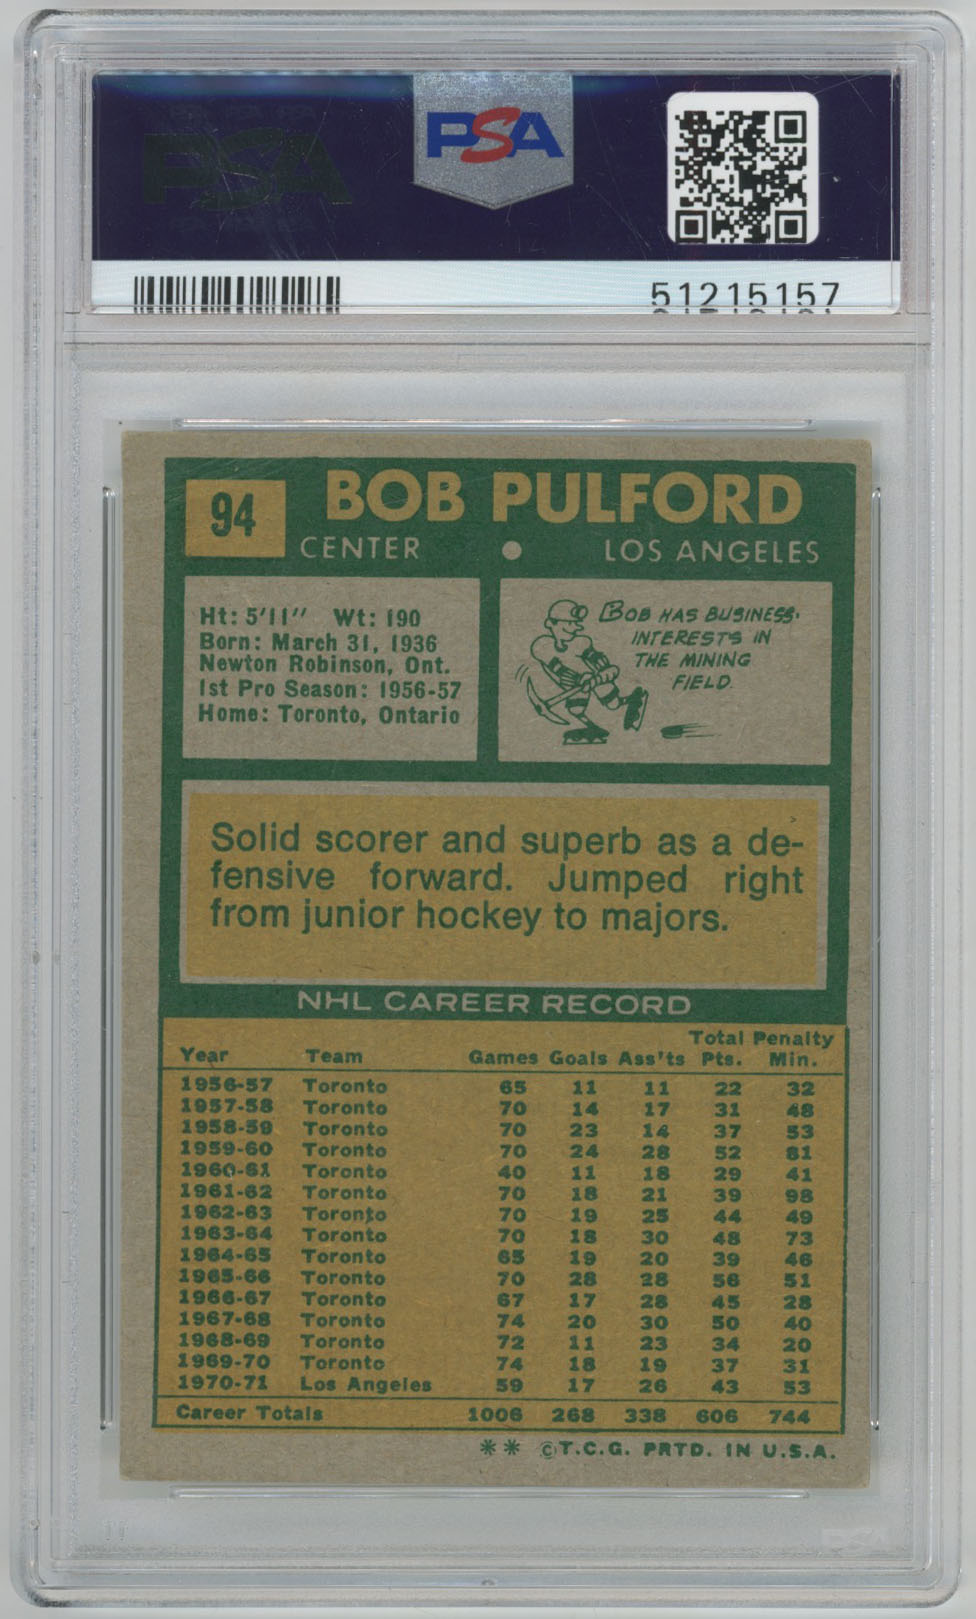 PSA
PSA
51215157
94
BOB PULFORD
CENTER • LOS ANGELES
Ht: 5'11" Wt: 190
Born: March 31, 1936
Newton Robinson, Ont.
1st Pro Season: 1956-57
Home: Toronto, Ontario
BOB HAS BUSINESS
INTERESTS IN
THE MINING
FIELD.
Solid scorer and superb as a de-
fensive forward. Jumped right
from junior hockey to majors.
NHL CAREER RECORD
Total Penalty
Year Team Games Goals Ass'ts Pts. Min.
1956-57 Toronto 65 11 11 22 32
1957-58 Toronto 70 14 17 31 48
1958-59 Toronto 70 23 14 37 53
1959-60 Toronto 70 24 28 52 81
1960-61 Toronto 40 11 18 29 41
1961-62 Toronto 70 18 21 39 98
1962-63 Toronto 70 19 25 44 49
1963-64 Toronto 70 18 30 48 73
1964-65 Toronto 65 19 20 39 46
1965-66 Toronto 70 28 28 56 51
1966-67 Toronto 67 17 28 45 28
1967-68 Toronto 74 20 30 50 40
1968-69 Toronto 72 11 23 34 20
1969-70 Toronto 74 18 19 37 31
1970-71 Los Angeles 59 17 26 43 53
Career Totals 1006 268 338 606 744
** ©T.C.G. PRTD. IN U.S.A.